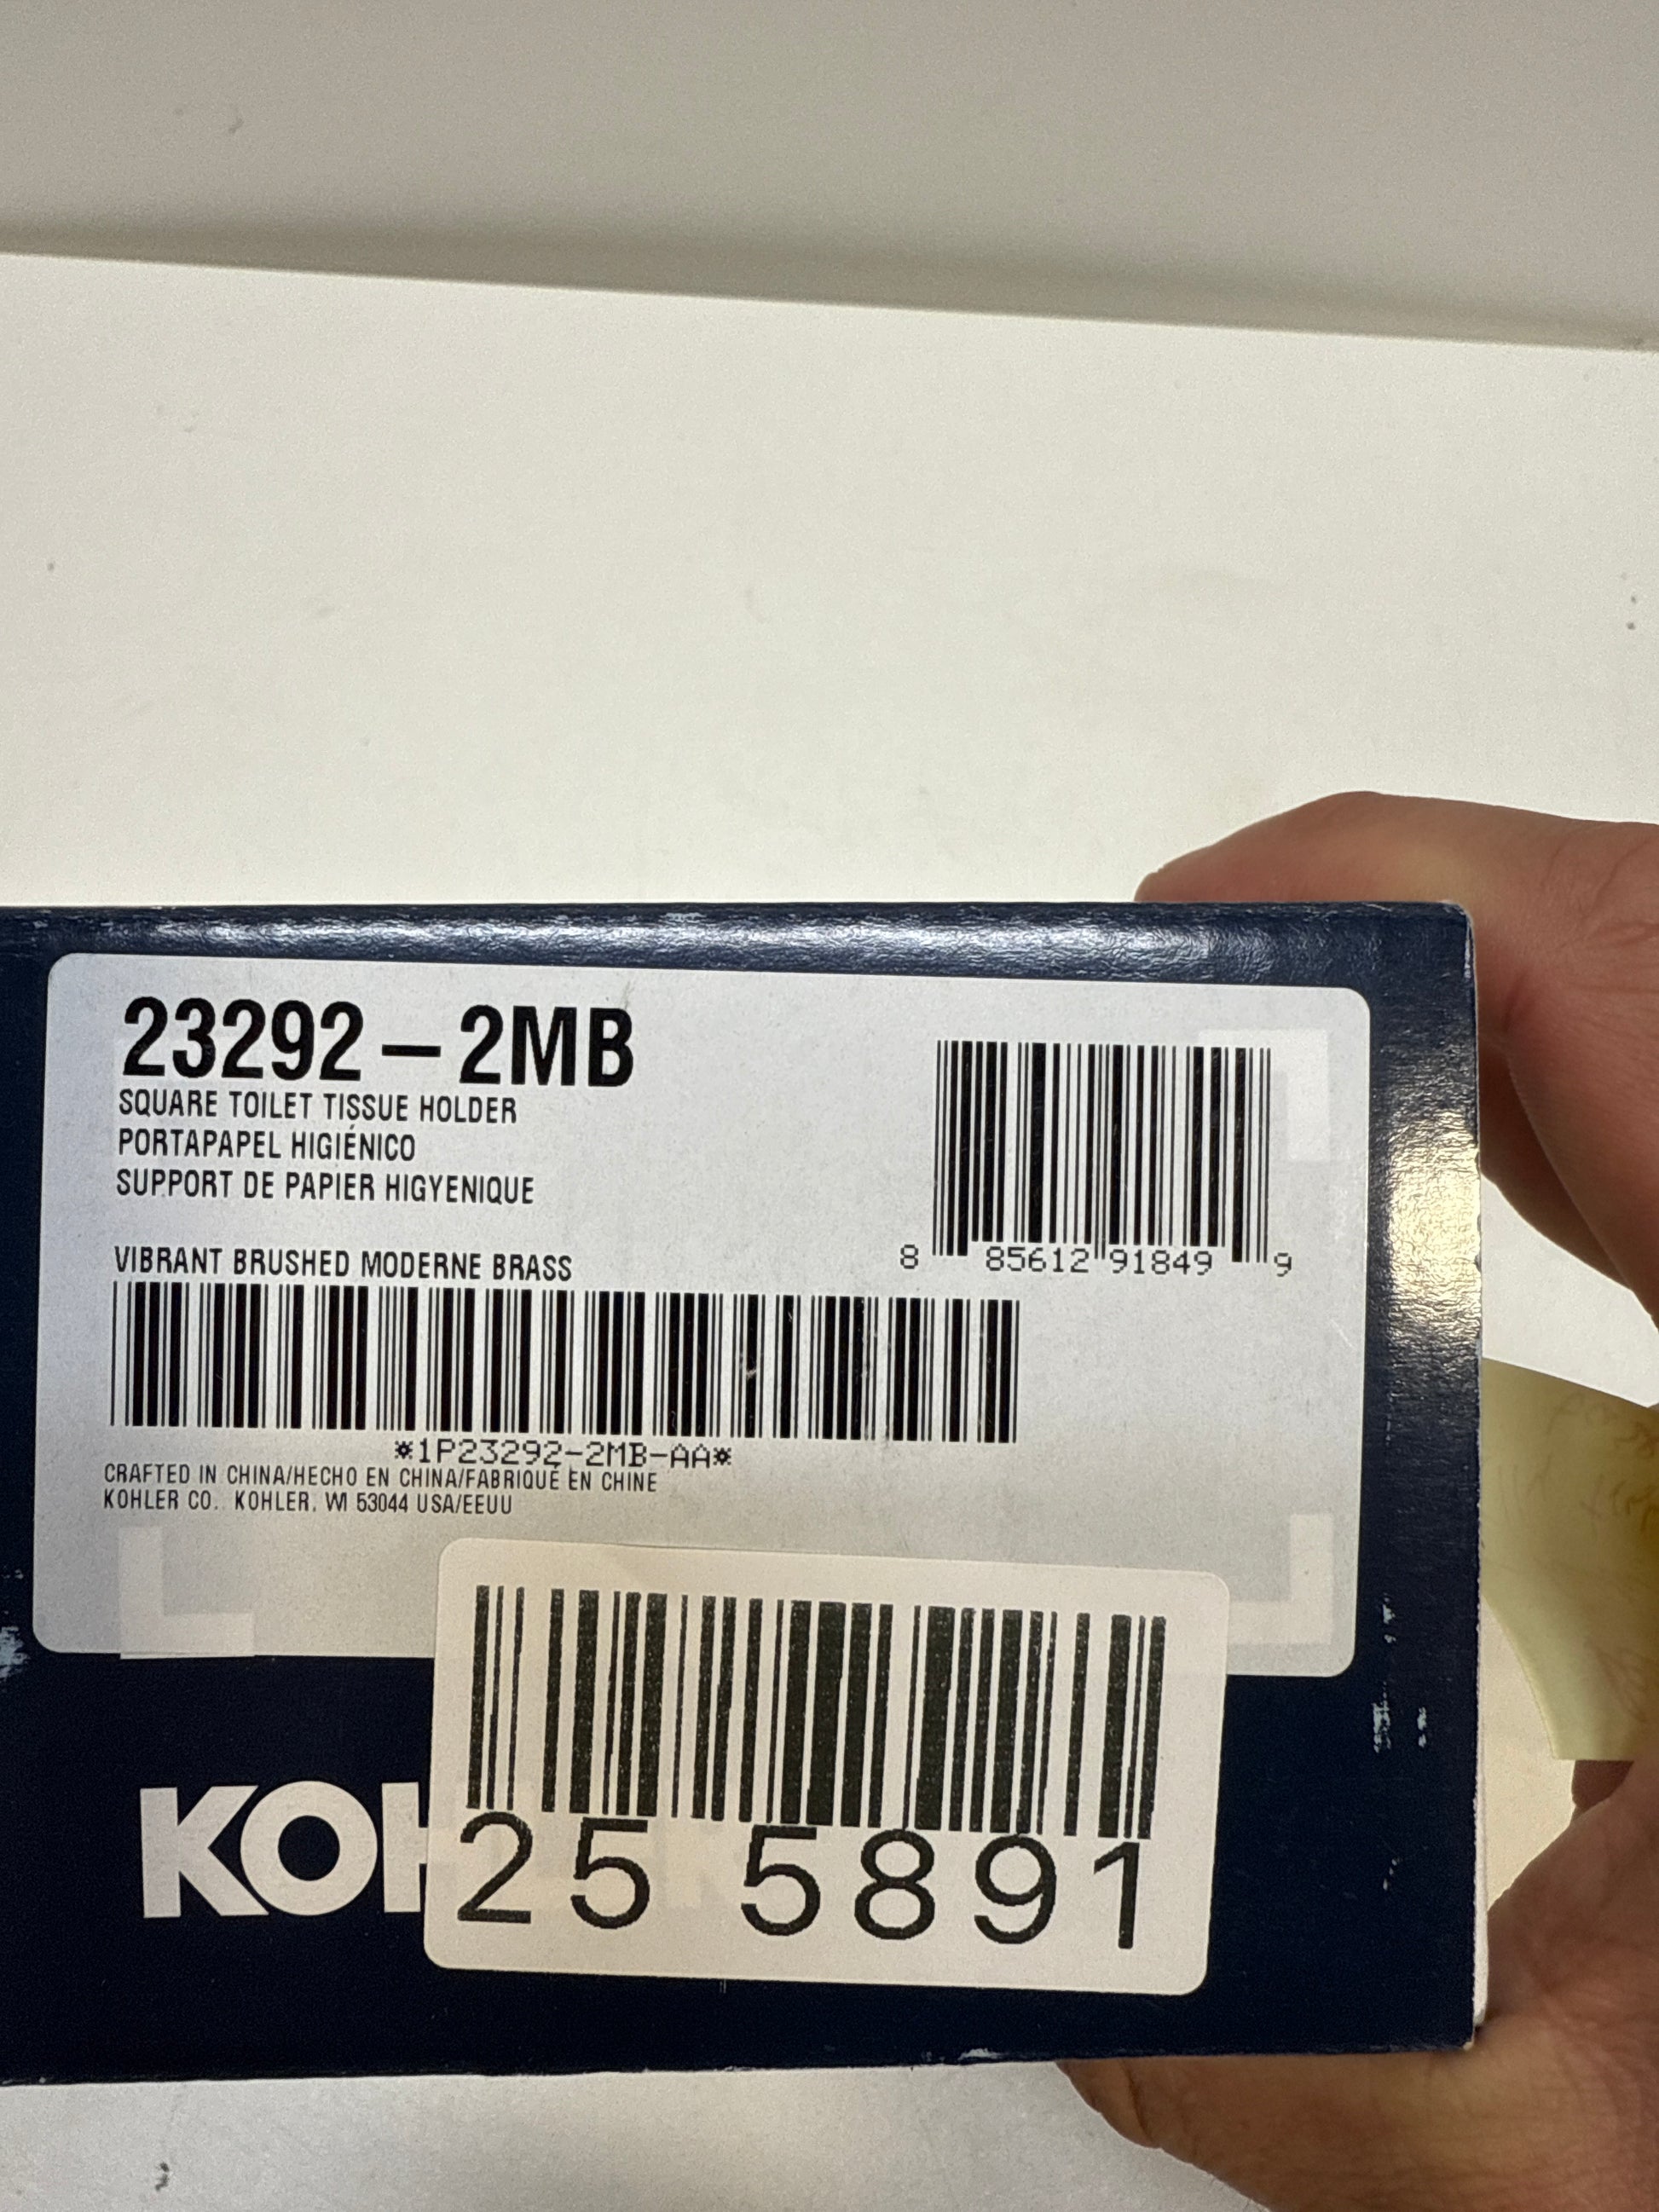 23292-2MB
SQUARE TOILET TISSUE HOLDER
PORTAPAPEL HIGIÉNICO
SUPPORT DE PAPIER HIGYENIQUE
8 85612 91849 9
VIBRANT BRUSHED MODERNE BRASS
*1P23292-2MB-AA*
CRAFTED IN CHINA/HECHO EN CHINA/FABRIQUÉ EN CHINE
KOHLER CO., KOHLER, WI 53044 USA/EEUU
25 5891
KOHLER